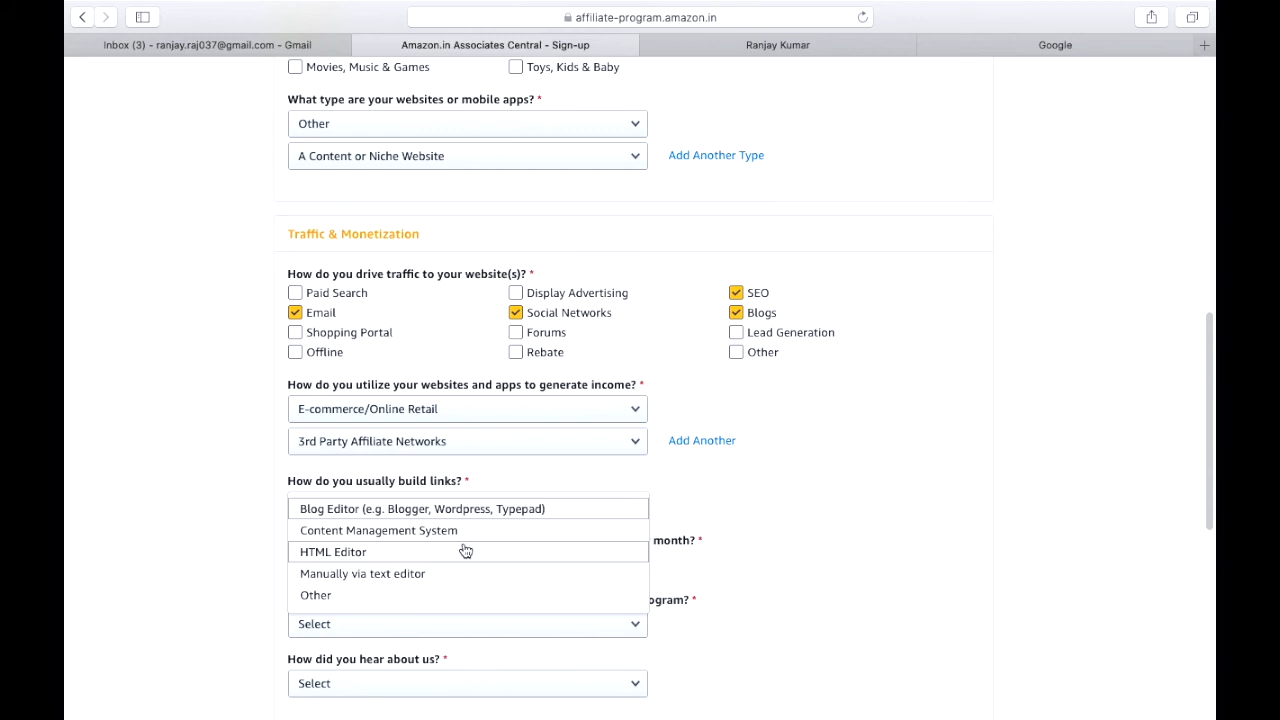 affiliate-program.amazon.in
Inbox (3) - ranjay.raj037@gmail.com - Gmail
Amazon.in Associates Central - Sign-up
Ranjay Kumar
Google
Movies, Music & Games
Toys, Kids & Baby
What type are your websites or mobile apps? *
Other
A Content or Niche Website
Add Another Type
Traffic & Monetization
How do you drive traffic to your website(s)? *
Paid Search
Display Advertising
SEO
Email
Social Networks
Blogs
Shopping Portal
Forums
Lead Generation
Offline
Rebate
Other
How do you utilize your websites and apps to generate income? *
E-commerce/Online Retail
3rd Party Affiliate Networks
Add Another
How do you usually build links? *
Blog Editor (e.g. Blogger, Wordpress, Typepad)
Content Management System
month? *
HTML Editor
Manually via text editor
Other
ogram? *
Select
How did you hear about us? *
Select